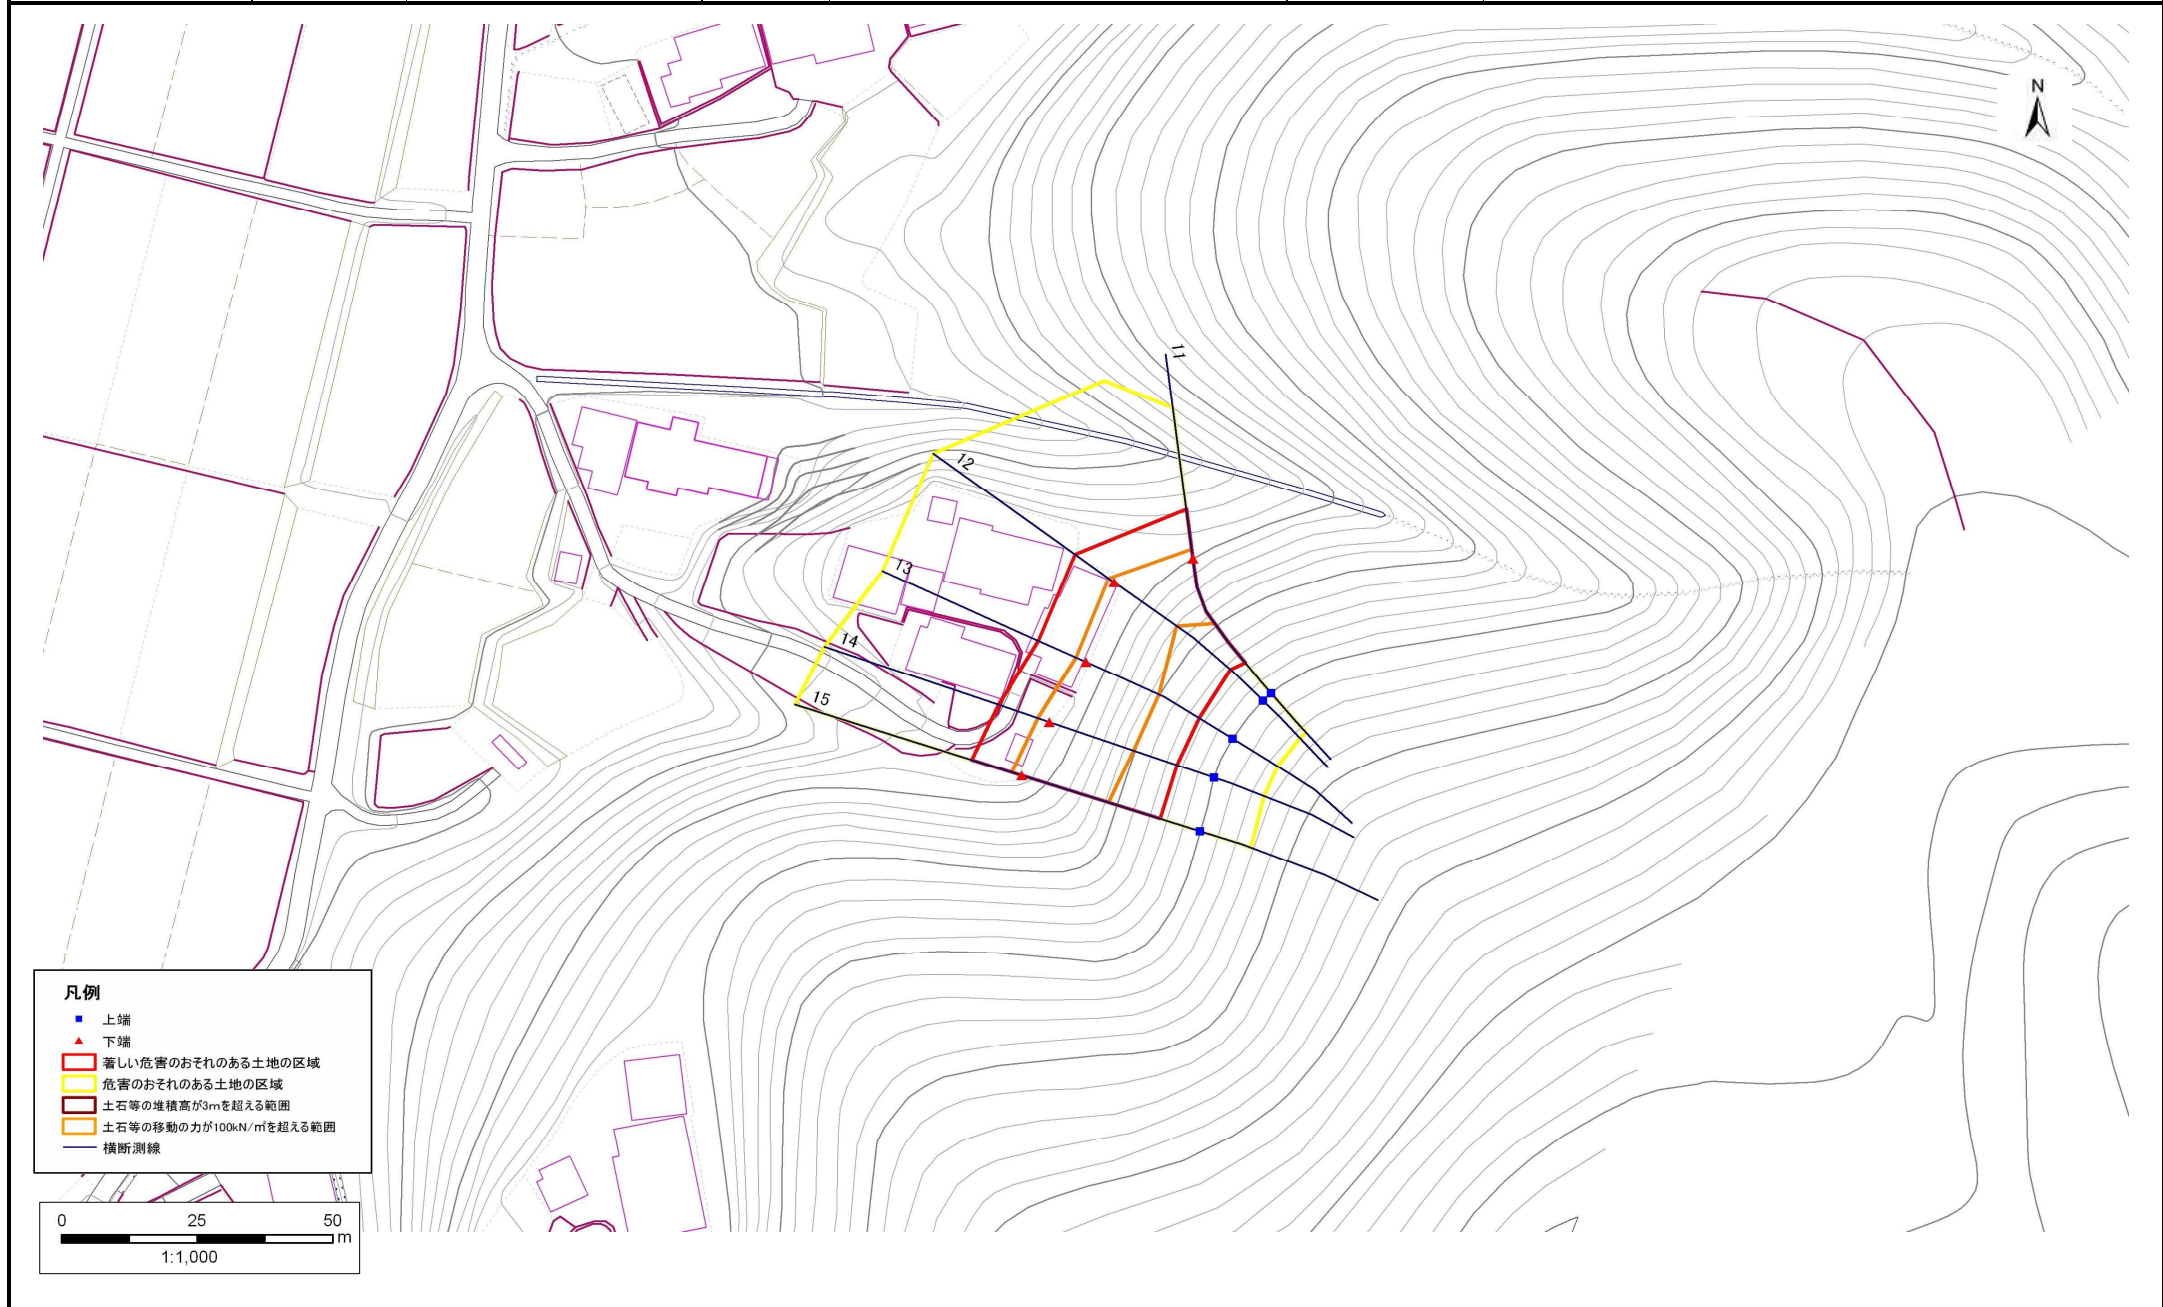 N
11
12
13
14
15
凡例
上端
下端
著しい危害のおそれのある土地の区域
危害のおそれのある土地の区域
土石等の堆積高が3mを超える範囲
土石等の移動の力が100kN/㎡を超える範囲
横断測線
0 25 50
m
1:1,000